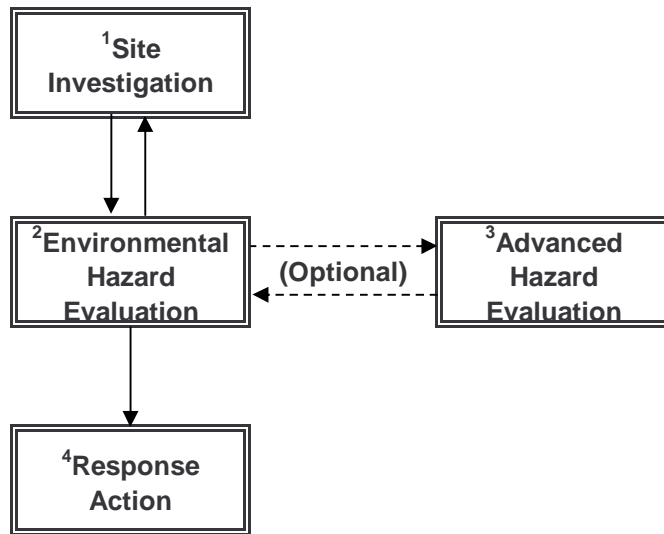 ¹Site
Investigation
²Environmental
Hazard
Evaluation
(Optional)
³Advanced
Hazard
Evaluation
⁴Response
Action